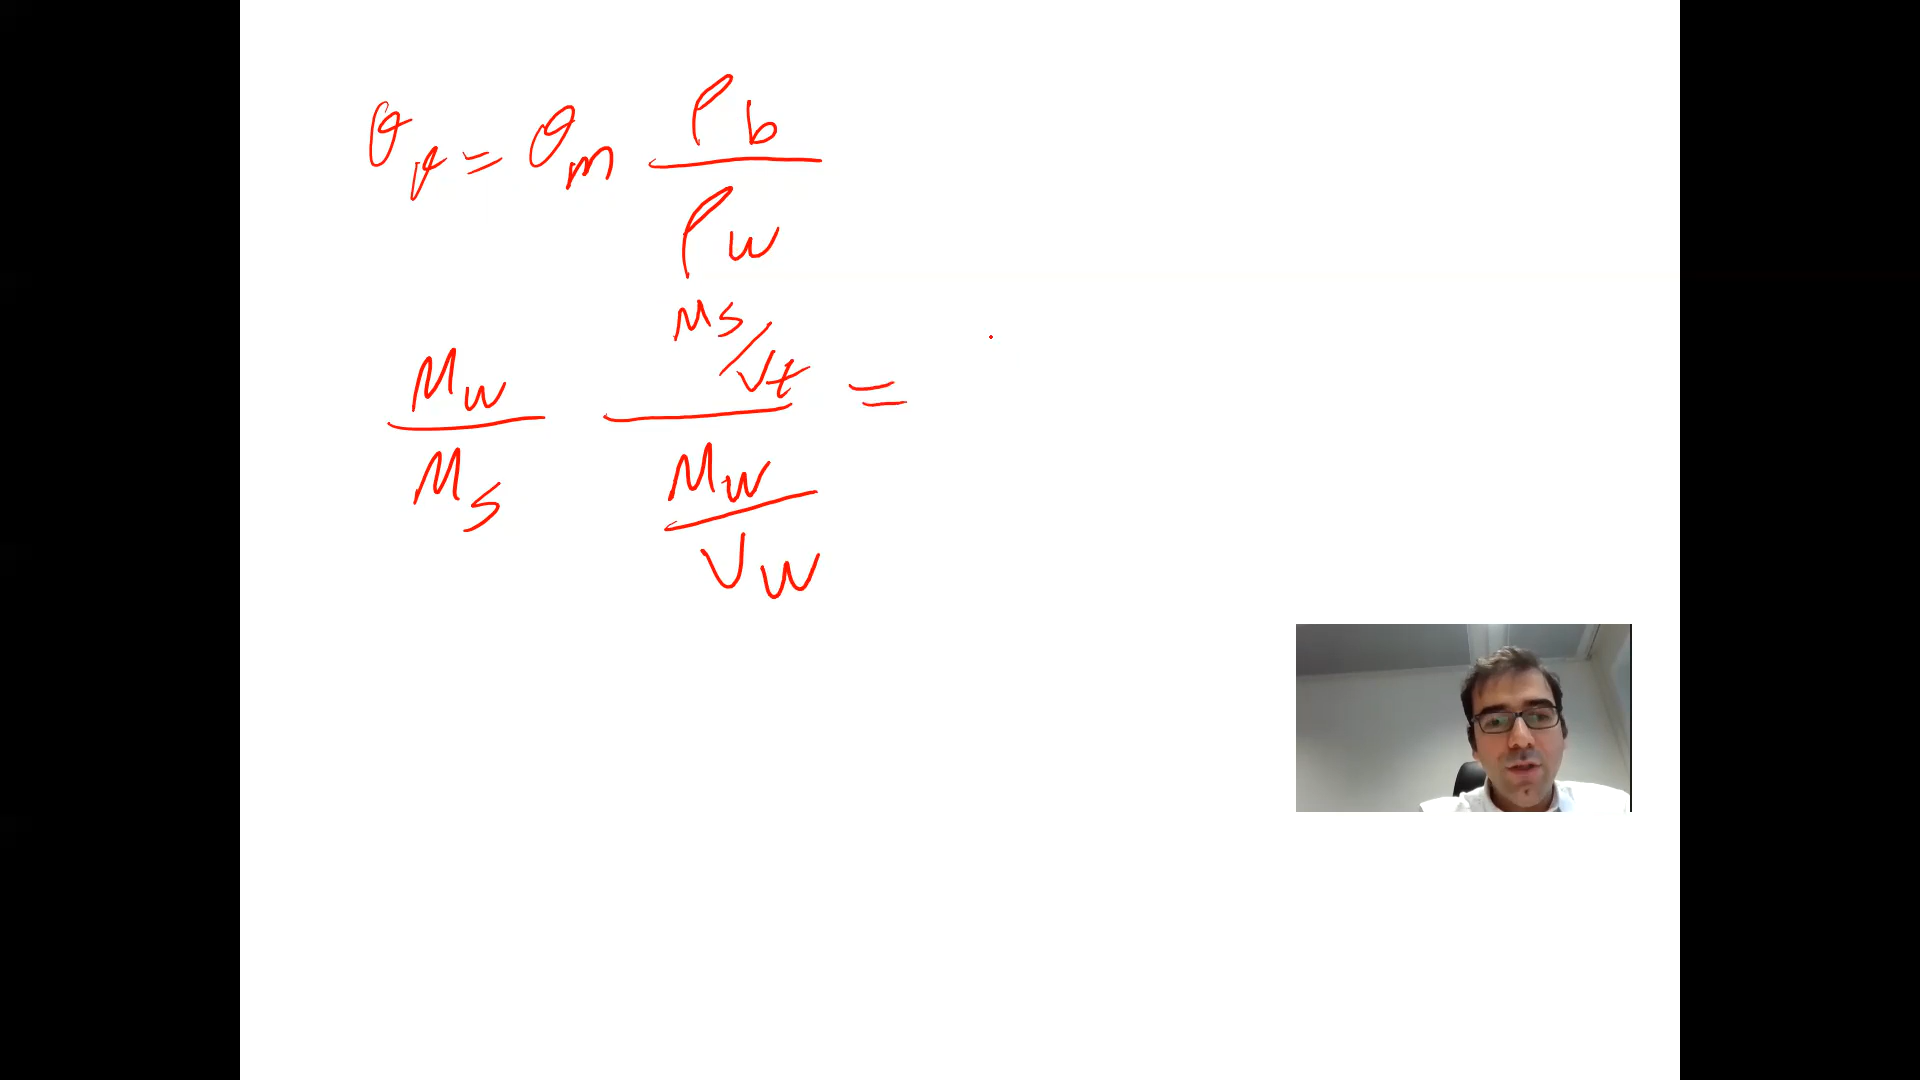 θv = θm ρb / ρw
Mw / Ms Ms/Vt / Mw / Vw =